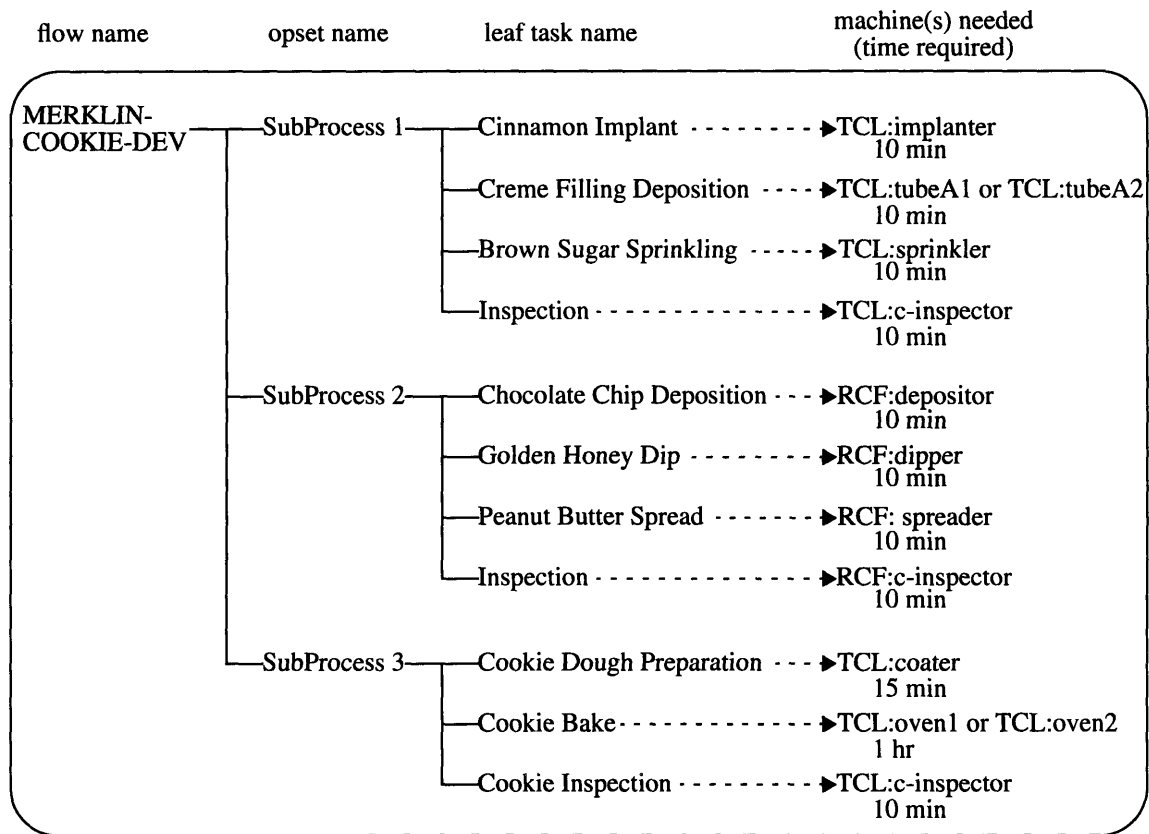 flow name opset name leaf task name machine(s) needed
(time required)
MERKLIN-
COOKIE-DEV
SubProcess 1 Cinnamon Implant TCL:implanter
10 min
Creme Filling Deposition TCL:tubeA1 or TCL:tubeA2
10 min
Brown Sugar Sprinkling TCL:sprinkler
10 min
Inspection TCL:c-inspector
10 min
SubProcess 2 Chocolate Chip Deposition RCF:depositor
10 min
Golden Honey Dip RCF:dipper
10 min
Peanut Butter Spread RCF: spreader
10 min
Inspection RCF:c-inspector
10 min
SubProcess 3 Cookie Dough Preparation TCL:coater
15 min
Cookie Bake TCL:oven1 or TCL:oven2
1 hr
Cookie Inspection TCL:c-inspector
10 min